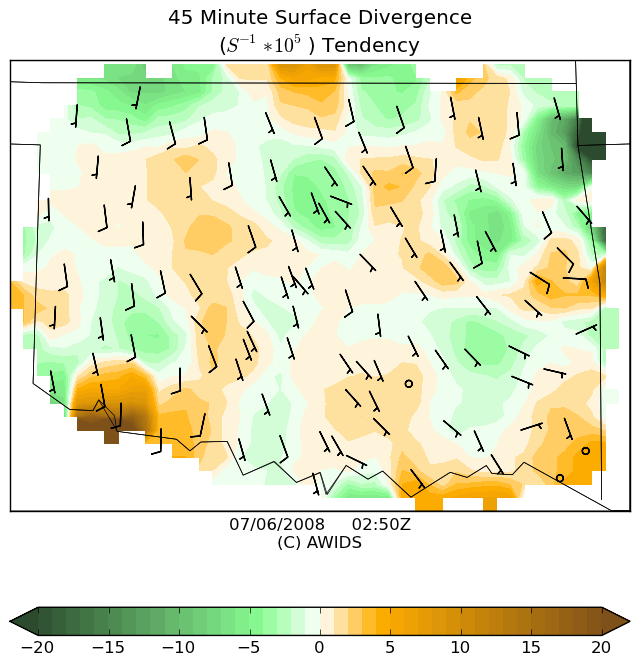 45 Minute Surface Divergence
(S⁻¹ *10⁵ ) Tendency
07/06/2008 02:50Z
(C) AWIDS
−20 −15 −10 −5 0 5 10 15 20